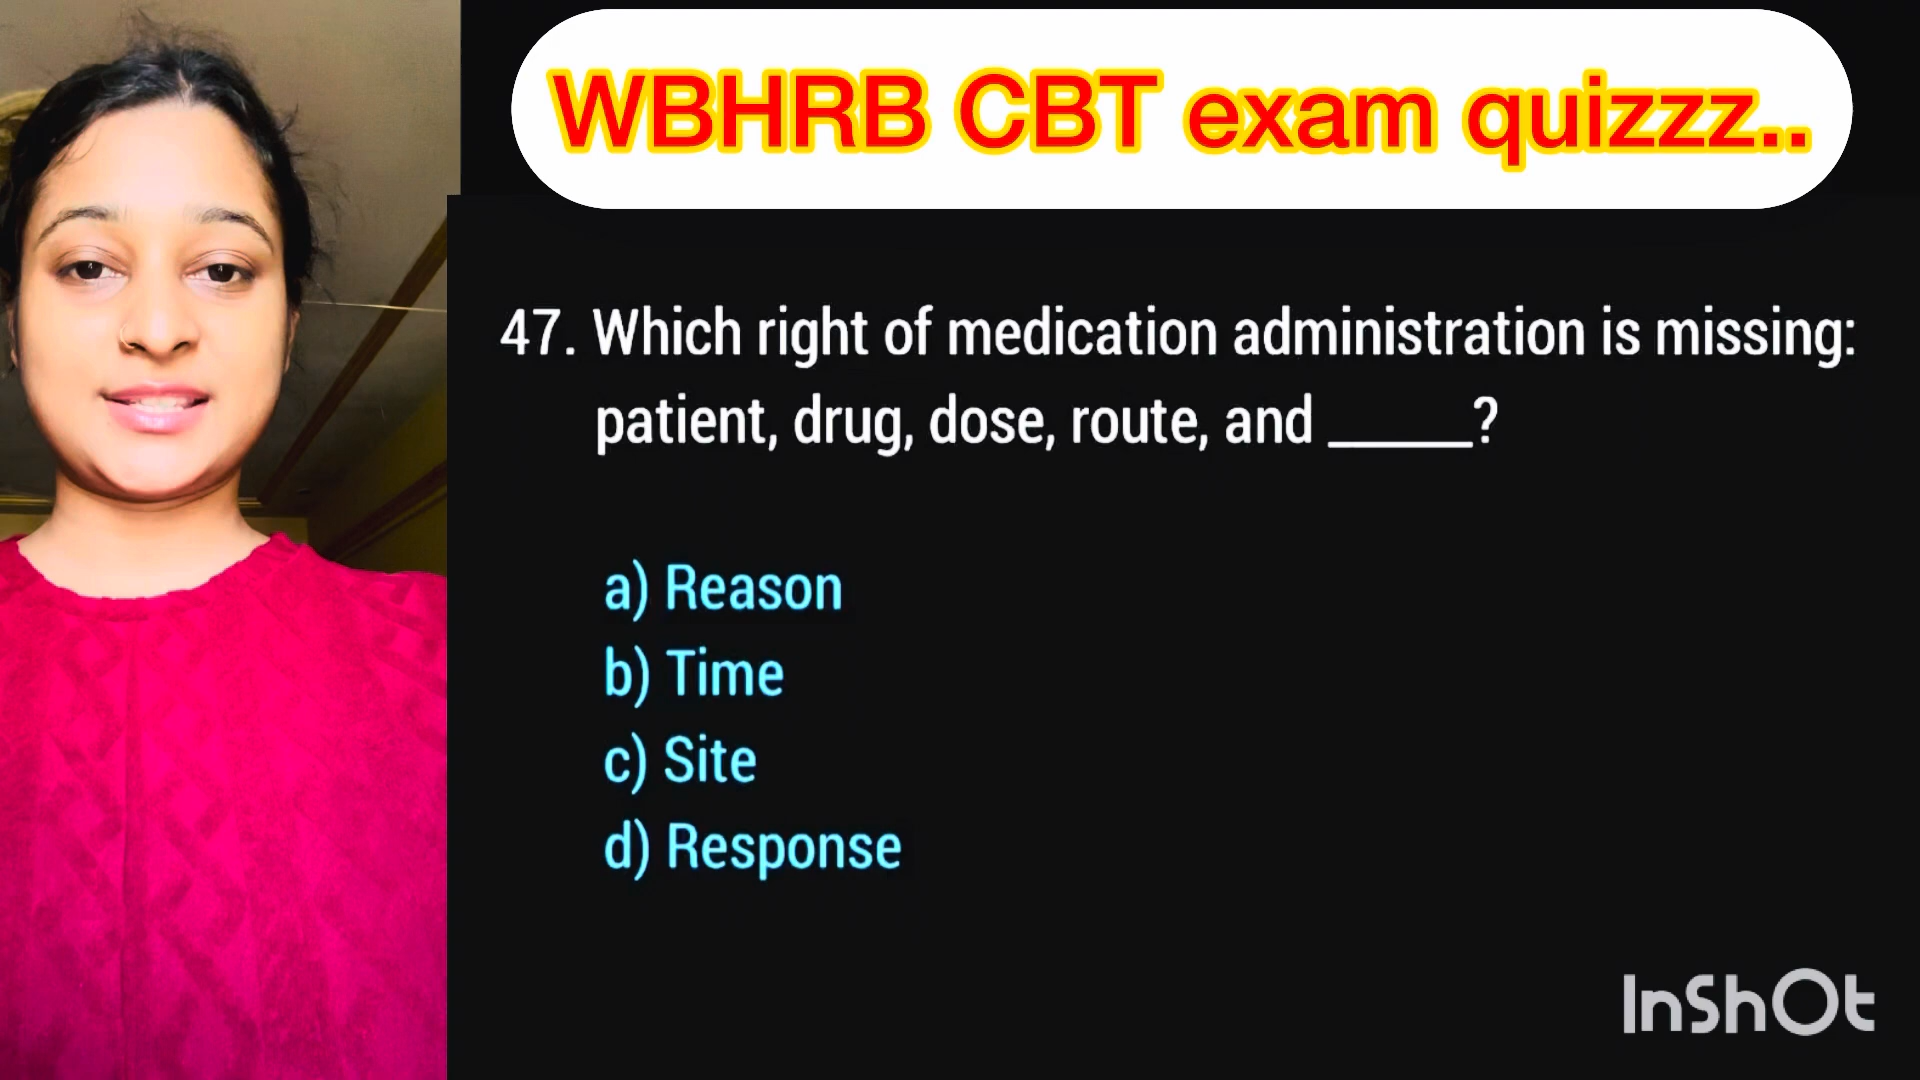 WBHRB CBT exam quizzz..
47. Which right of medication administration is missing:
patient, drug, dose, route, and ______?
a) Reason
b) Time
c) Site
d) Response
InShOt